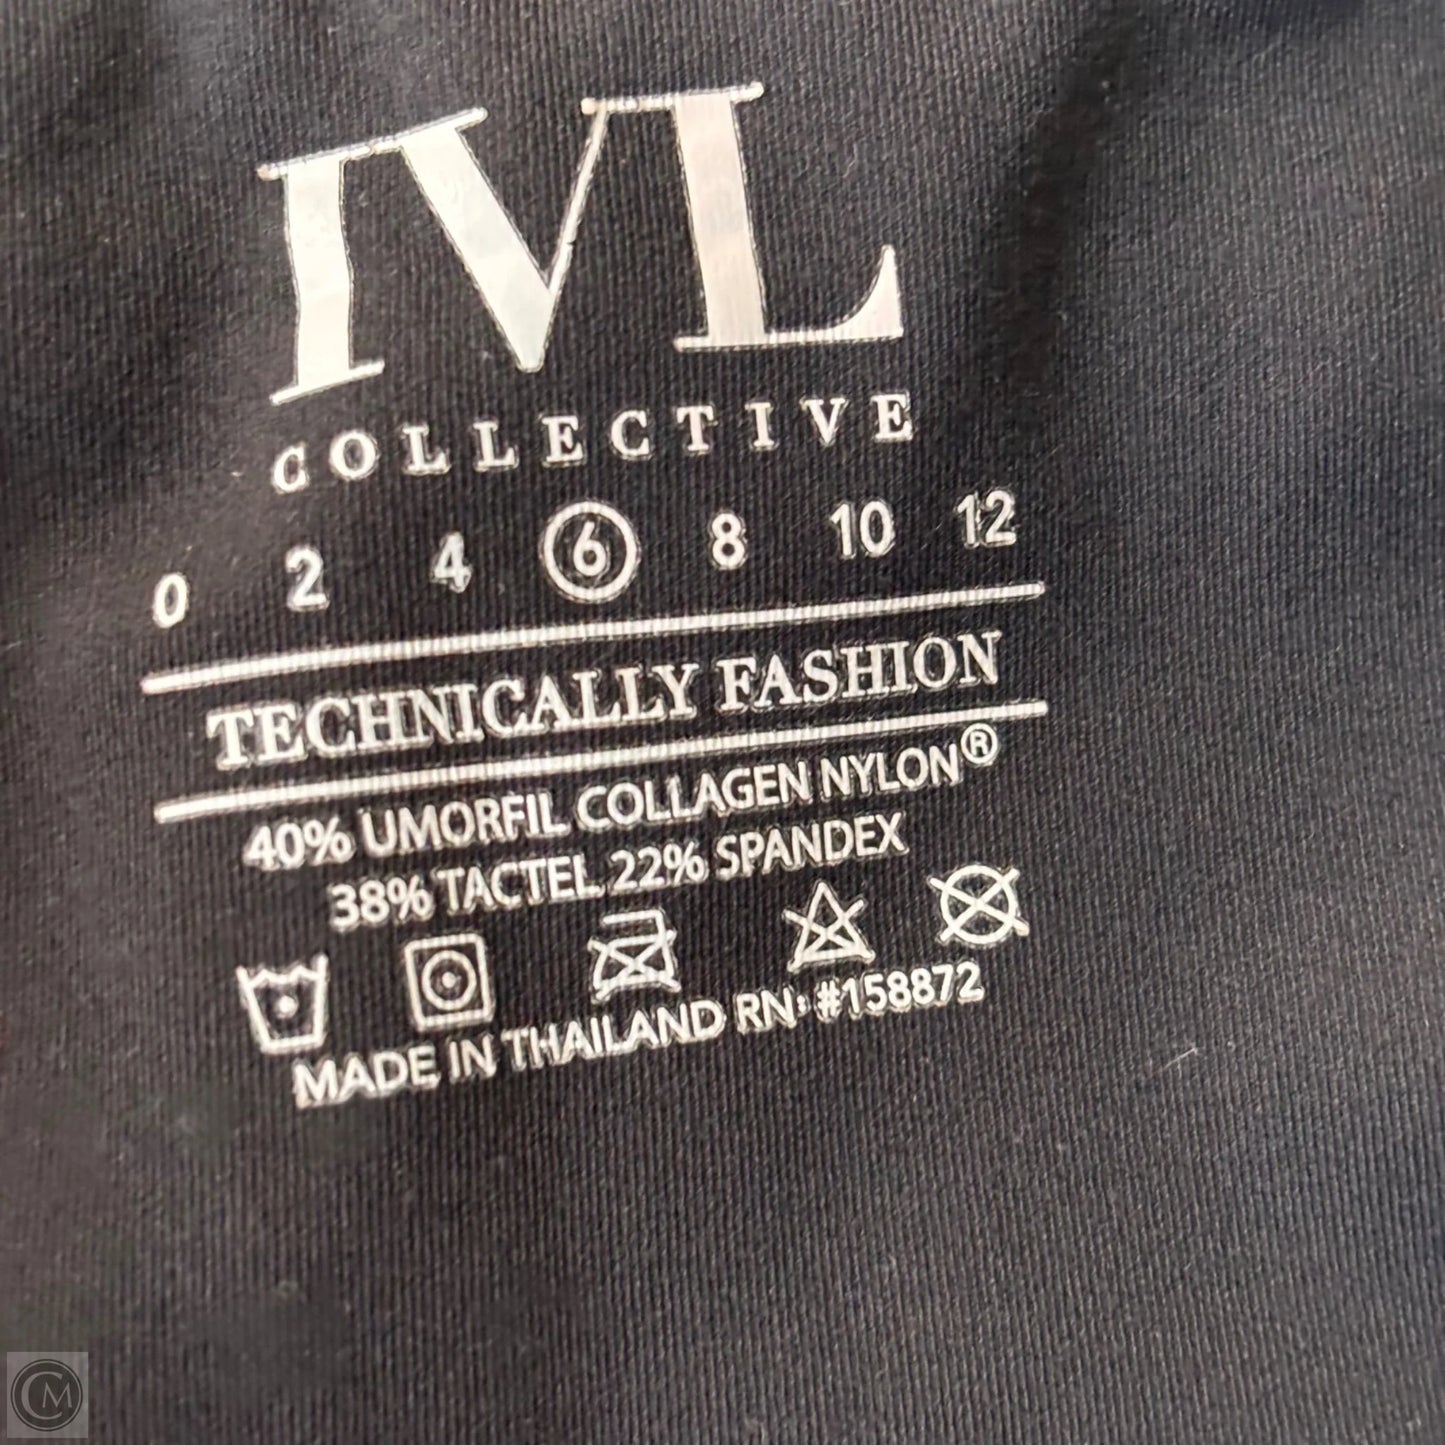 IVL
COLLECTIVE
0 2 4 6 8 10 12
TECHNICALLY FASHION
40% UMORFIL COLLAGEN NYLON®
38% TACTEL 22% SPANDEX
MADE IN THAILAND RN: #158872
CM